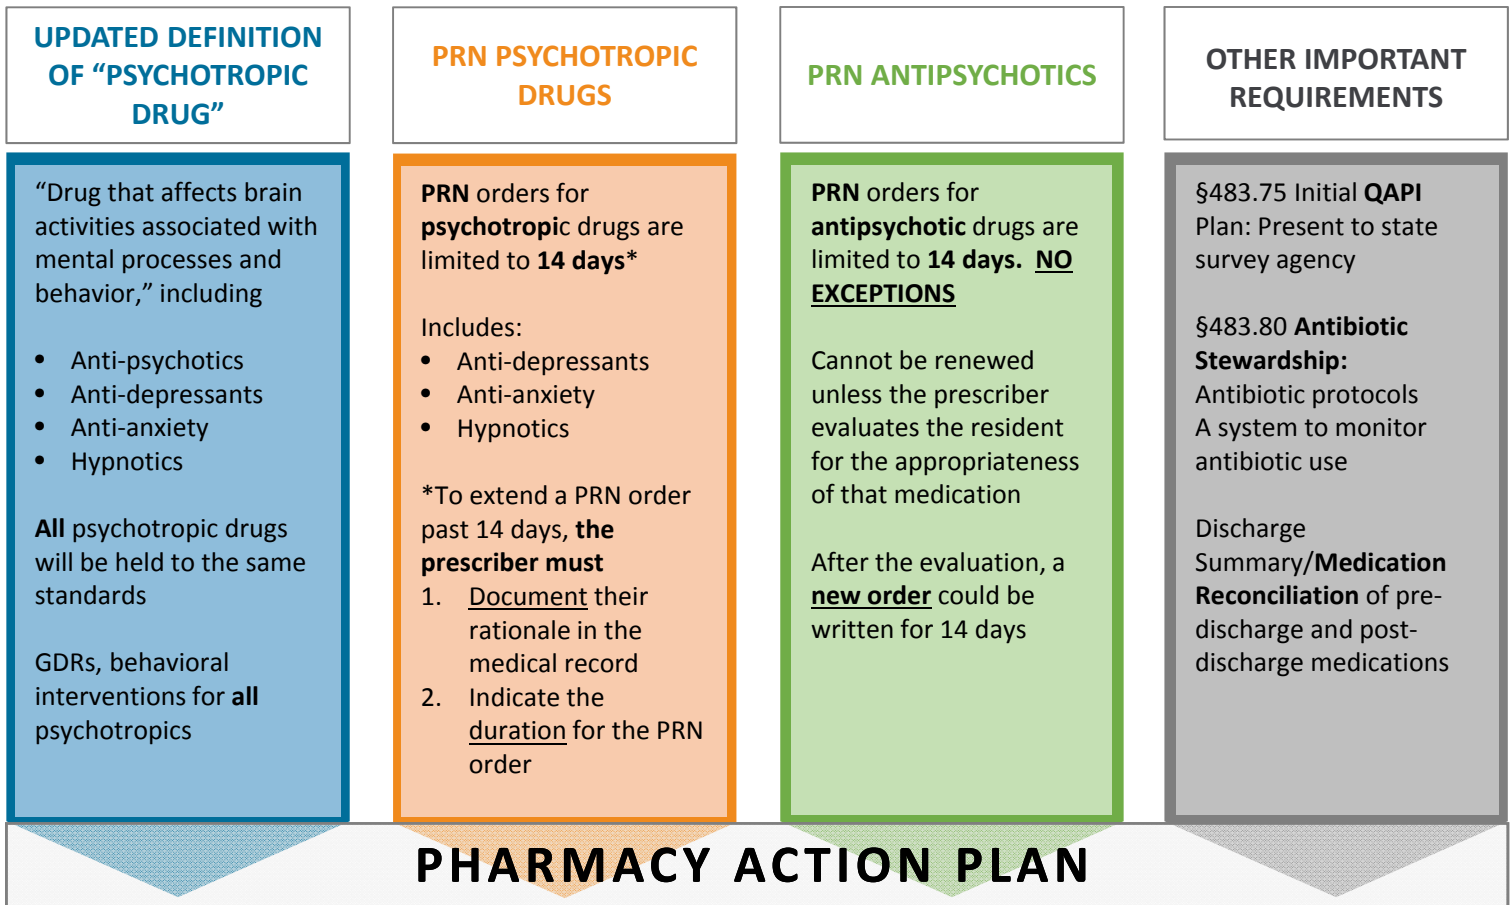 UPDATED DEFINITION
OF “PSYCHOTROPIC
DRUG”
“Drug that affects brain
activities associated with
mental processes and
behavior,” including
• Anti-psychotics
• Anti-depressants
• Anti-anxiety
• Hypnotics
All psychotropic drugs
will be held to the same
standards
GDRs, behavioral
interventions for all
psychotropics
PRN PSYCHOTROPIC
DRUGS
PRN orders for
psychotropic drugs are
limited to 14 days*
Includes:
• Anti-depressants
• Anti-anxiety
• Hypnotics
*To extend a PRN order
past 14 days, the
prescriber must
1. Document their
rationale in the
medical record
2. Indicate the
duration for the PRN
order
PRN ANTIPSYCHOTICS
PRN orders for
antipsychotic drugs are
limited to 14 days. NO
EXCEPTIONS
Cannot be renewed
unless the prescriber
evaluates the resident
for the appropriateness
of that medication
After the evaluation, a
new order could be
written for 14 days
OTHER IMPORTANT
REQUIREMENTS
§483.75 Initial QAPI
Plan: Present to state
survey agency
§483.80 Antibiotic
Stewardship:
Antibiotic protocols
A system to monitor
antibiotic use
Discharge
Summary/Medication
Reconciliation of pre-
discharge and post-
discharge medications
PHARMACY ACTION PLAN